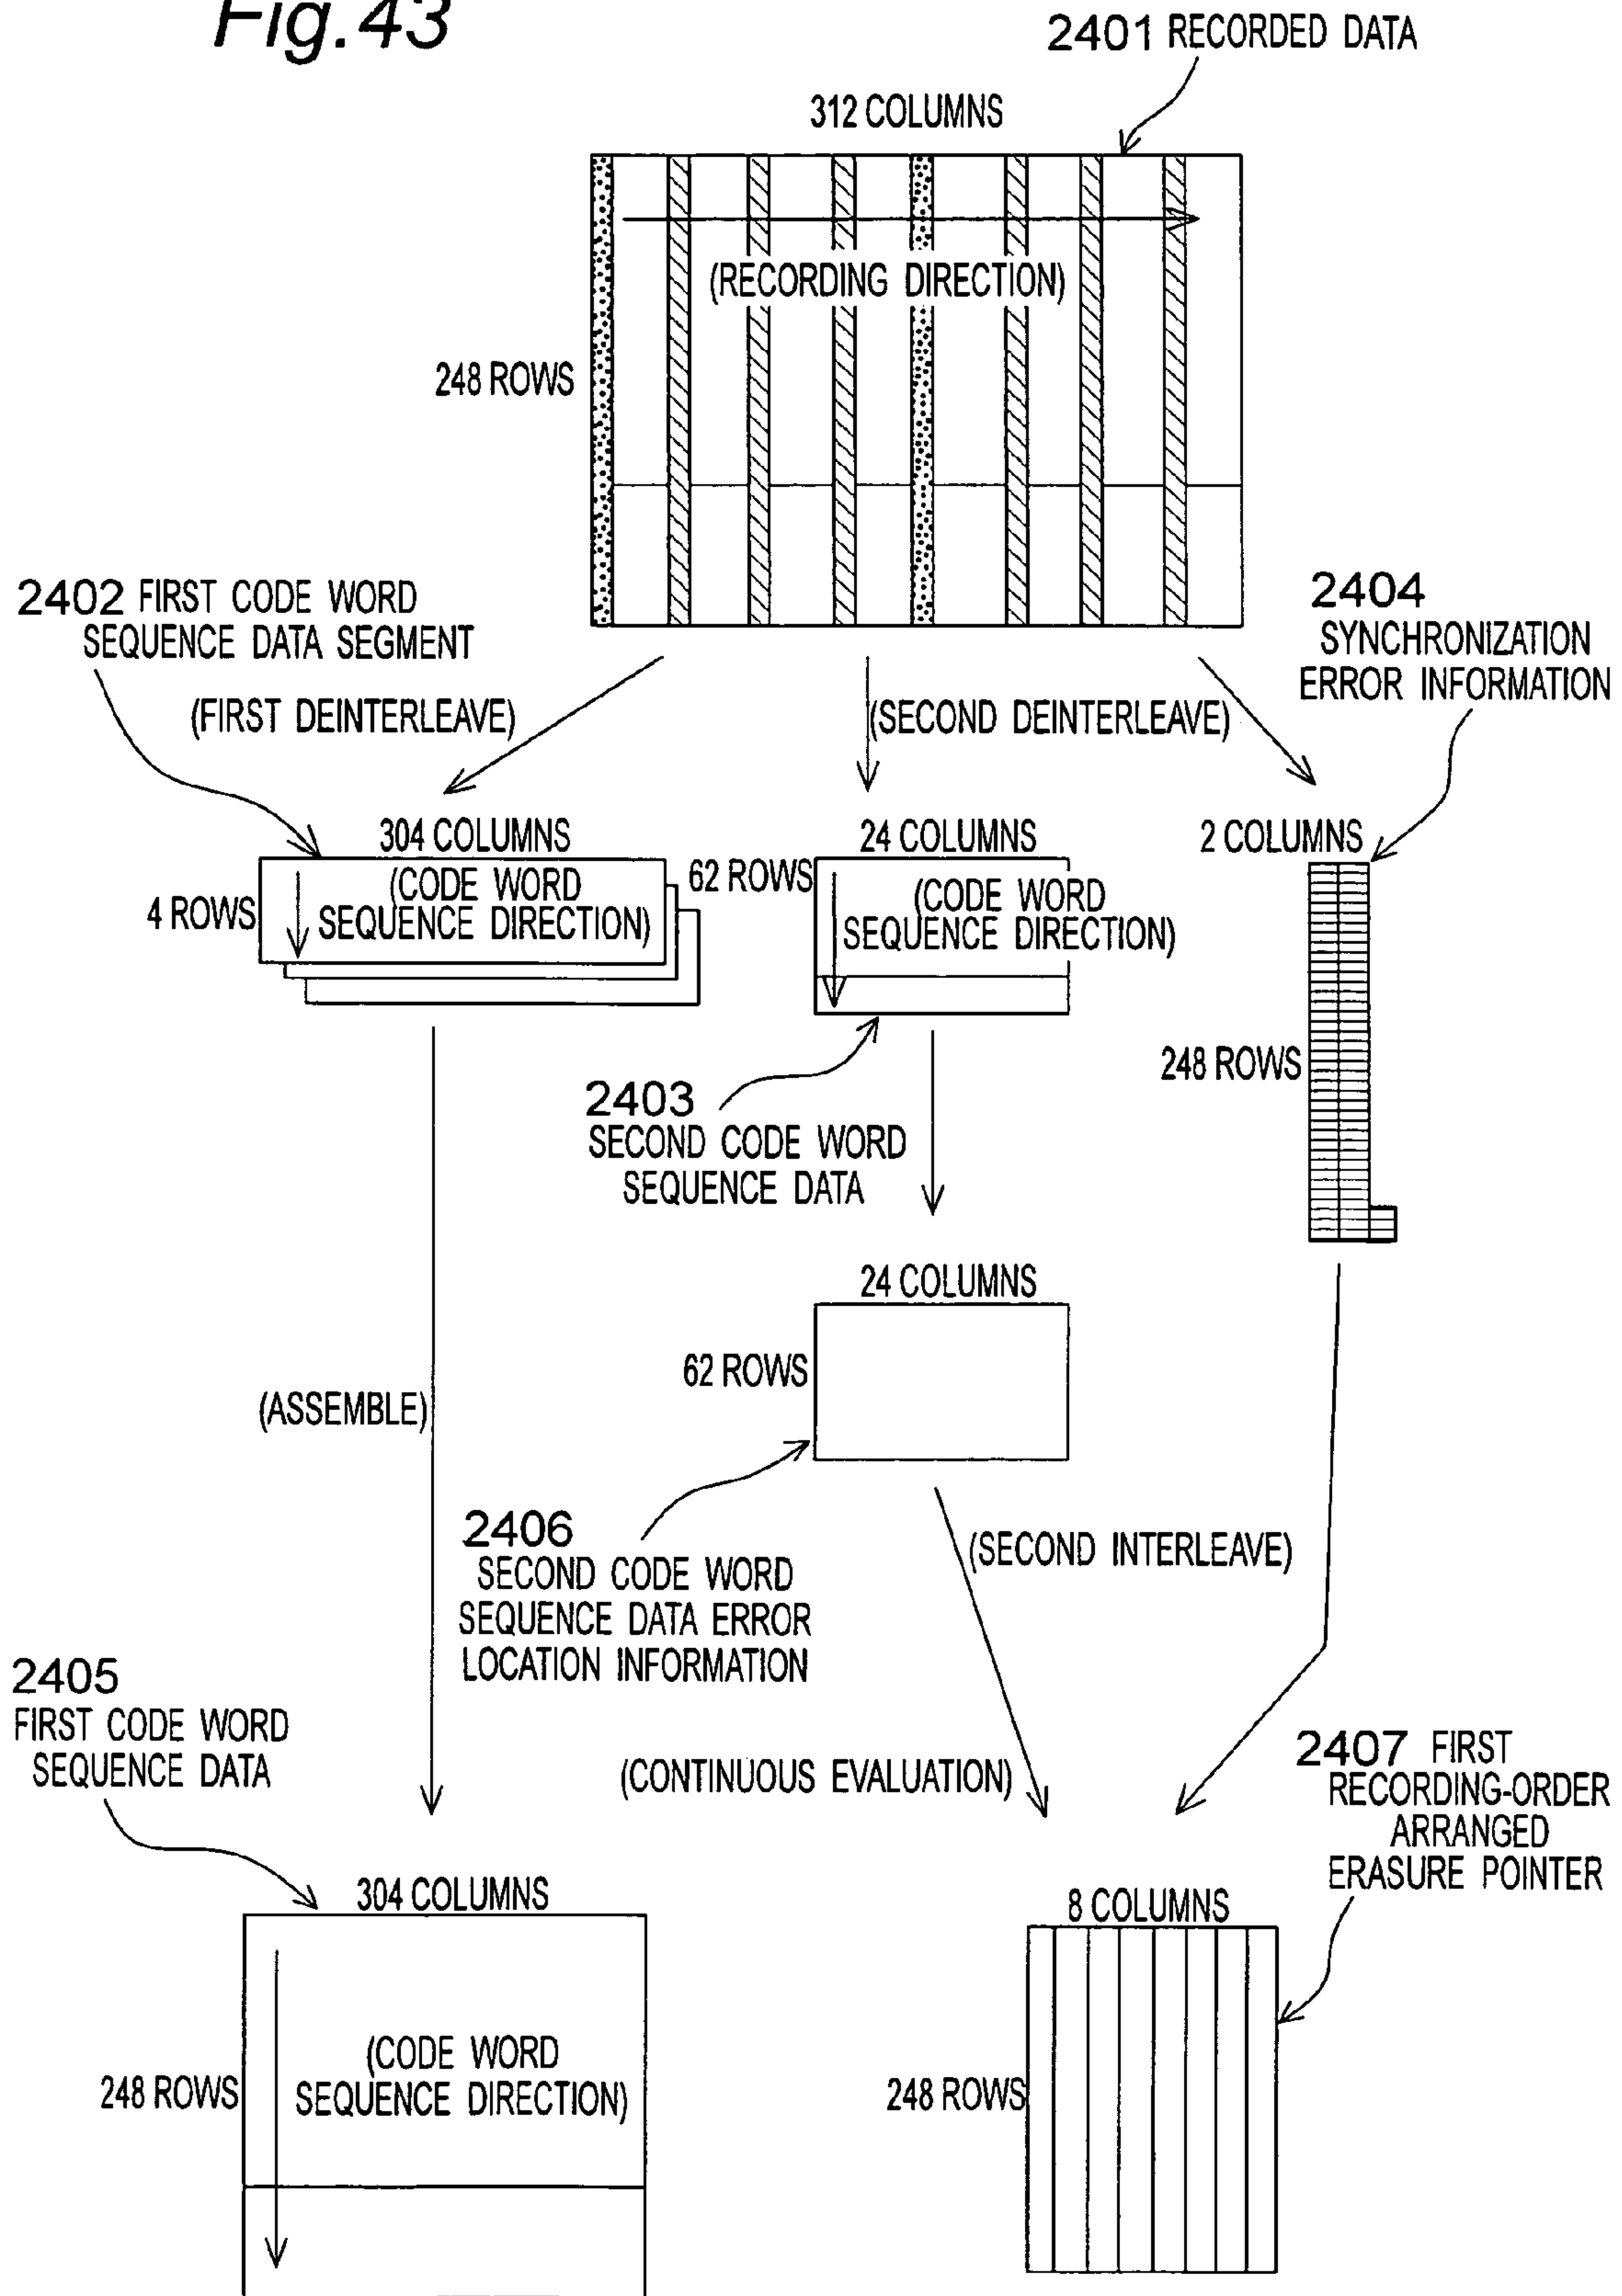 Fig.43
2401 RECORDED DATA
312 COLUMNS
(RECORDING DIRECTION)
248 ROWS
2402 FIRST CODE WORD
SEQUENCE DATA SEGMENT
2404
SYNCHRONIZATION
ERROR INFORMATION
(FIRST DEINTERLEAVE)
(SECOND DEINTERLEAVE)
304 COLUMNS
24 COLUMNS
2 COLUMNS
4 ROWS
(CODE WORD
SEQUENCE DIRECTION)
62 ROWS
(CODE WORD
SEQUENCE DIRECTION)
248 ROWS
2403
SECOND CODE WORD
SEQUENCE DATA
24 COLUMNS
62 ROWS
(ASSEMBLE)
2406
SECOND CODE WORD
SEQUENCE DATA ERROR
LOCATION INFORMATION
(SECOND INTERLEAVE)
2405
FIRST CODE WORD
SEQUENCE DATA
(CONTINUOUS EVALUATION)
2407 FIRST
RECORDING-ORDER
ARRANGED
ERASURE POINTER
304 COLUMNS
8 COLUMNS
248 ROWS
(CODE WORD
SEQUENCE DIRECTION)
248 ROWS